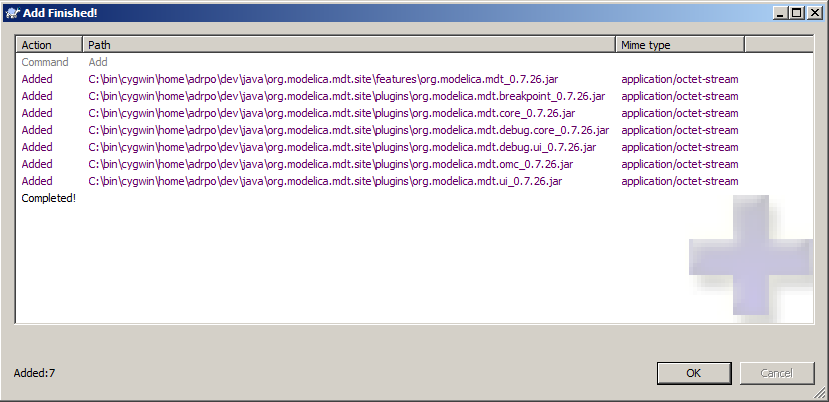 Add Finished!
Action Path Mime type
Command Add
Added C:\bin\cygwin\home\adrpo\dev\java\org.modelica.mdt.site\features\org.modelica.mdt_0.7.26.jar application/octet-stream
Added C:\bin\cygwin\home\adrpo\dev\java\org.modelica.mdt.site\plugins\org.modelica.mdt.breakpoint_0.7.26.jar application/octet-stream
Added C:\bin\cygwin\home\adrpo\dev\java\org.modelica.mdt.site\plugins\org.modelica.mdt.core_0.7.26.jar application/octet-stream
Added C:\bin\cygwin\home\adrpo\dev\java\org.modelica.mdt.site\plugins\org.modelica.mdt.debug.core_0.7.26.jar application/octet-stream
Added C:\bin\cygwin\home\adrpo\dev\java\org.modelica.mdt.site\plugins\org.modelica.mdt.debug.ui_0.7.26.jar application/octet-stream
Added C:\bin\cygwin\home\adrpo\dev\java\org.modelica.mdt.site\plugins\org.modelica.mdt.omc_0.7.26.jar application/octet-stream
Added C:\bin\cygwin\home\adrpo\dev\java\org.modelica.mdt.site\plugins\org.modelica.mdt.ui_0.7.26.jar application/octet-stream
Completed!
Added:7 OK Cancel